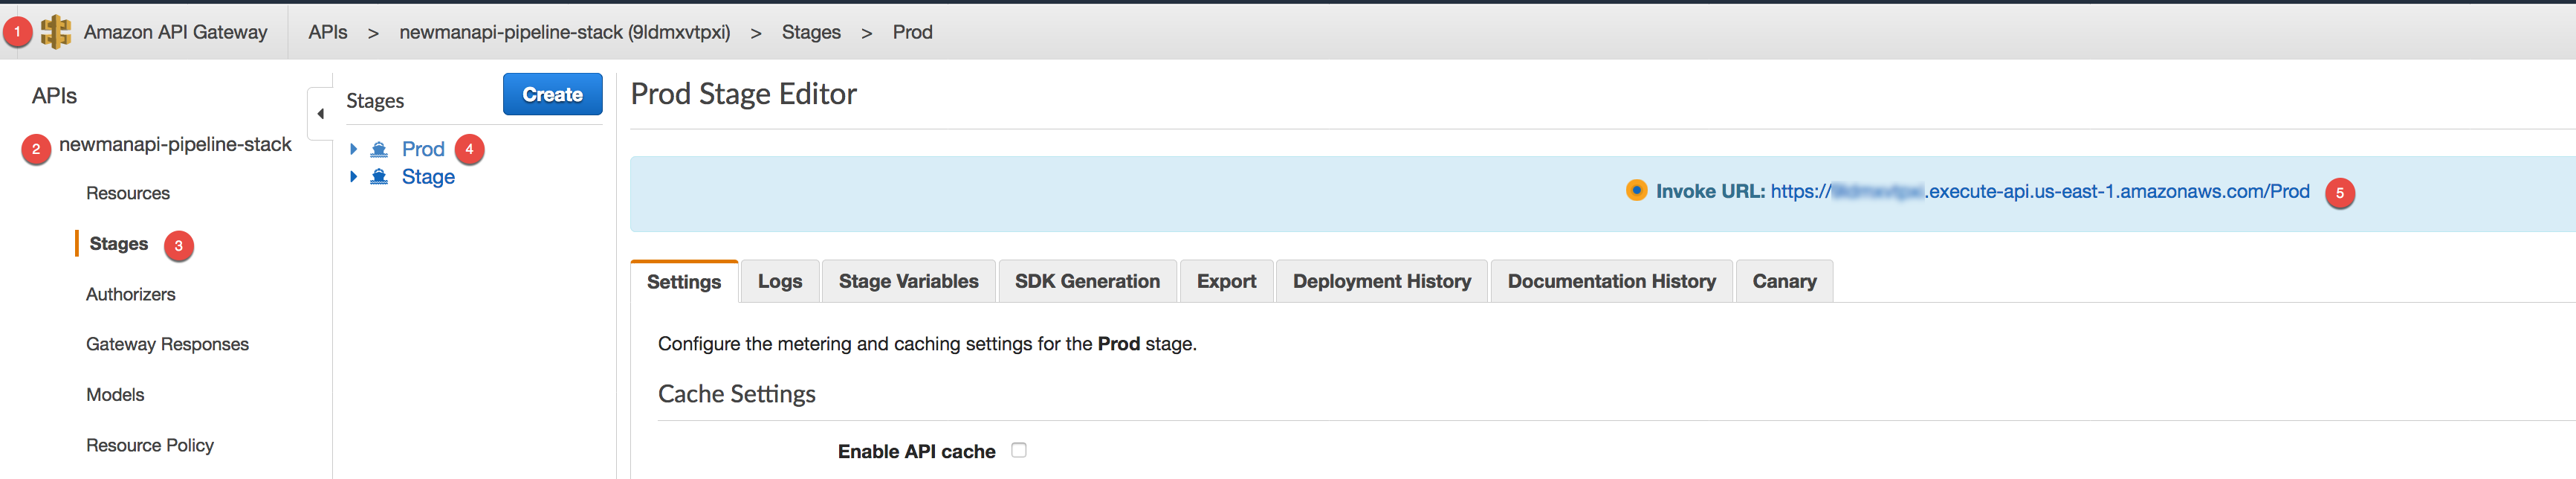 1 Amazon API Gateway APIs > newmanapi-pipeline-stack (9ldmxvtpxi) > Stages > Prod
APIs
2 newmanapi-pipeline-stack
Resources
Stages 3
Authorizers
Gateway Responses
Models
Resource Policy
Stages Create
Prod 4
Stage
Prod Stage Editor
Invoke URL: https://.execute-api.us-east-1.amazonaws.com/Prod 5
Settings Logs Stage Variables SDK Generation Export Deployment History Documentation History Canary
Configure the metering and caching settings for the Prod stage.
Cache Settings
Enable API cache